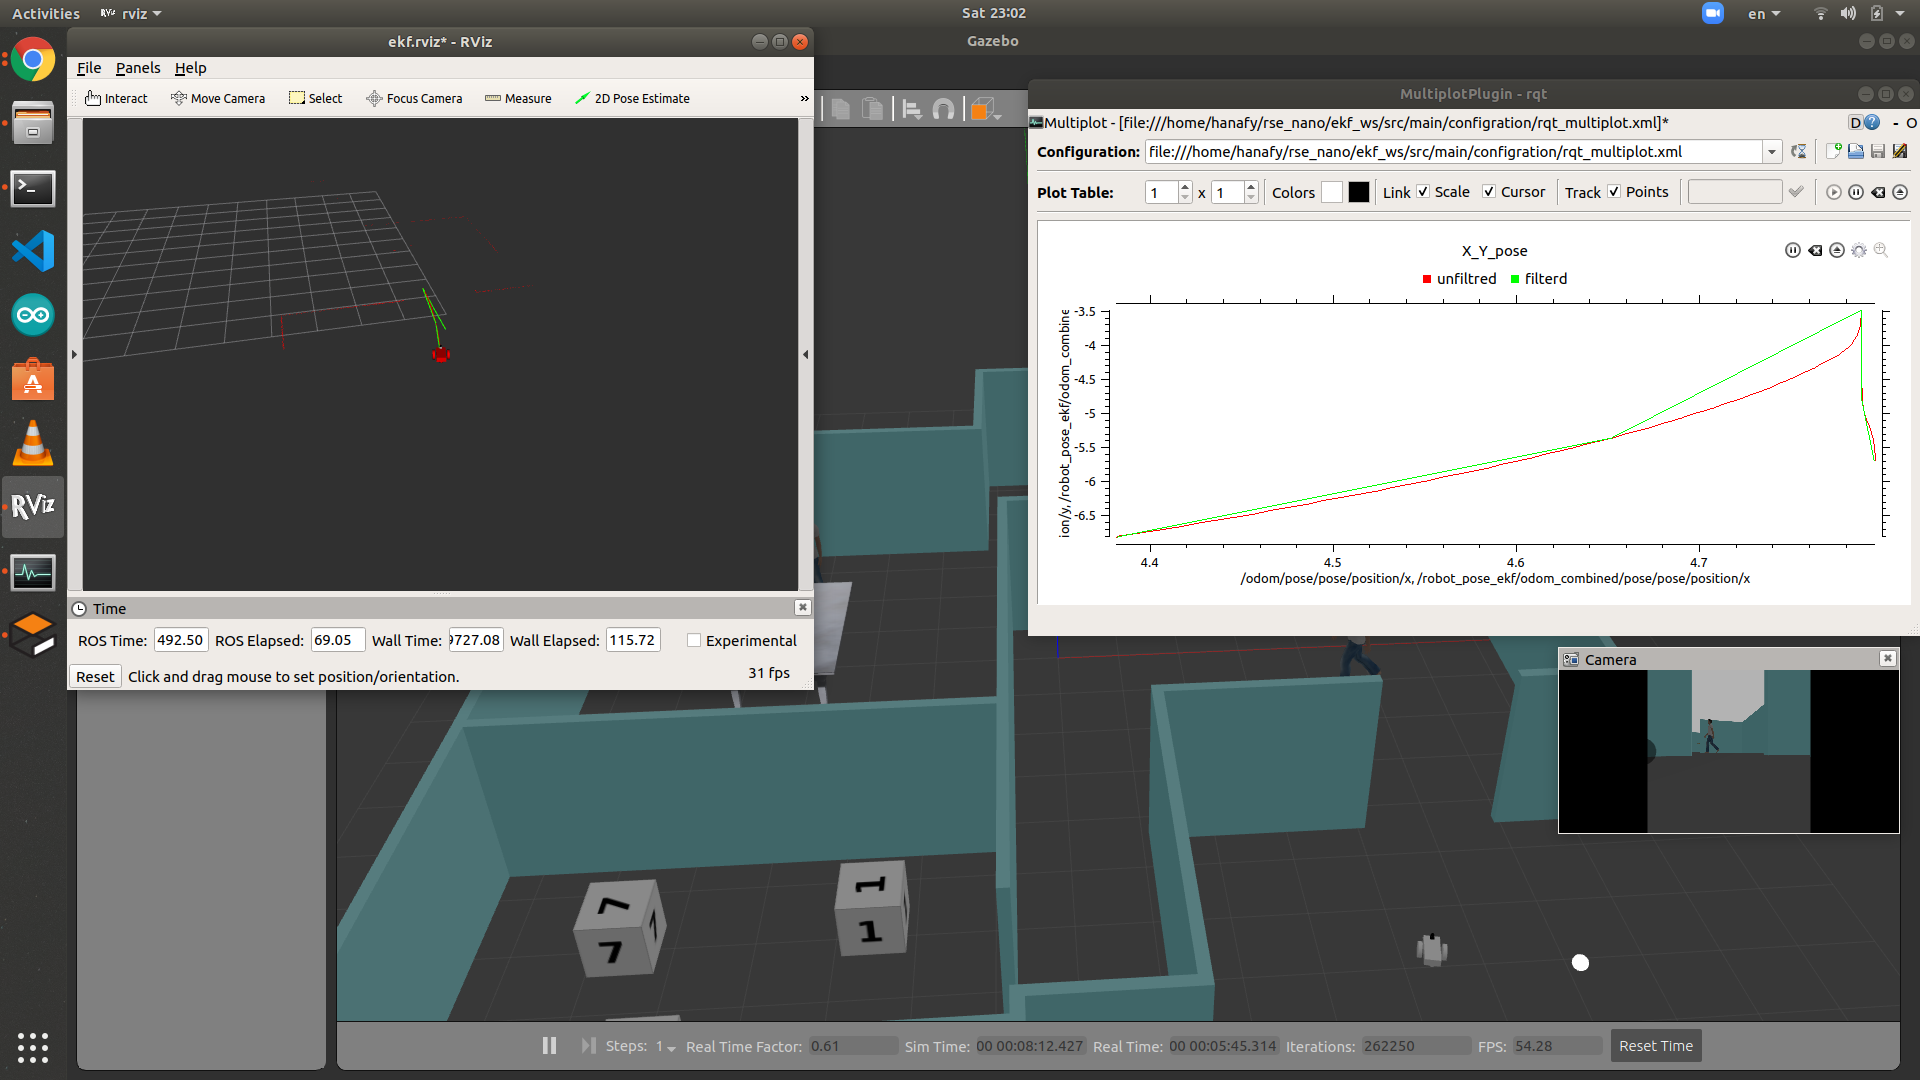 Activities
rviz
Sat 23:02
en
ekf.rviz* - RViz
Gazebo
File
Panels
Help
Interact
Move Camera
Select
Focus Camera
Measure
2D Pose Estimate
»
MultiplotPlugin - rqt
Multiplot - [file:///home/hanafy/rse_nano/ekf_ws/src/main/configration/rqt_multiplot.xml]*
D
?
- O
Configuration:
file:///home/hanafy/rse_nano/ekf_ws/src/main/configration/rqt_multiplot.xml
Plot Table:
1
x
1
Colors
Link
Scale
Cursor
Track
Points
X_Y_pose
unfiltred
filterd
ion/y, /robot_pose_ekf/odom_combine
-3.5
-4
-4.5
-5
-5.5
-6
-6.5
4.4
4.5
4.6
4.7
/odom/pose/pose/position/x, /robot_pose_ekf/odom_combined/pose/pose/position/x
RViz
Time
ROS Time:
492.50
ROS Elapsed:
69.05
Wall Time:
9727.08
Wall Elapsed:
115.72
Experimental
Reset
Click and drag mouse to set position/orientation.
31 fps
Camera
7
7
1
1
Steps: 1
Real Time Factor:
0.61
Sim Time:
00 00:08:12.427
Real Time:
00 00:05:45.314
Iterations:
262250
FPS:
54.28
Reset Time